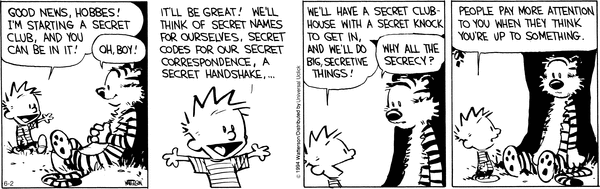 GOOD NEWS, HOBBES!
I'M STARTING A SECRET
CLUB, AND YOU
CAN BE IN IT!
OH, BOY!
6-2
WATTERSON
IT'LL BE GREAT! WE'LL
THINK OF SECRET NAMES
FOR OURSELVES, SECRET
CODES FOR OUR SECRET
CORRESPONDENCE, A
SECRET HANDSHAKE,...
© 1994 Watterson Distributed by Universal Uclick
WE'LL HAVE A SECRET CLUB-
HOUSE WITH A SECRET KNOCK
TO GET IN,
AND WE'LL DO
BIG, SECRETIVE
THINGS!
WHY ALL THE
SECRECY?
PEOPLE PAY MORE ATTENTION
TO YOU WHEN THEY THINK
YOU'RE UP TO SOMETHING.